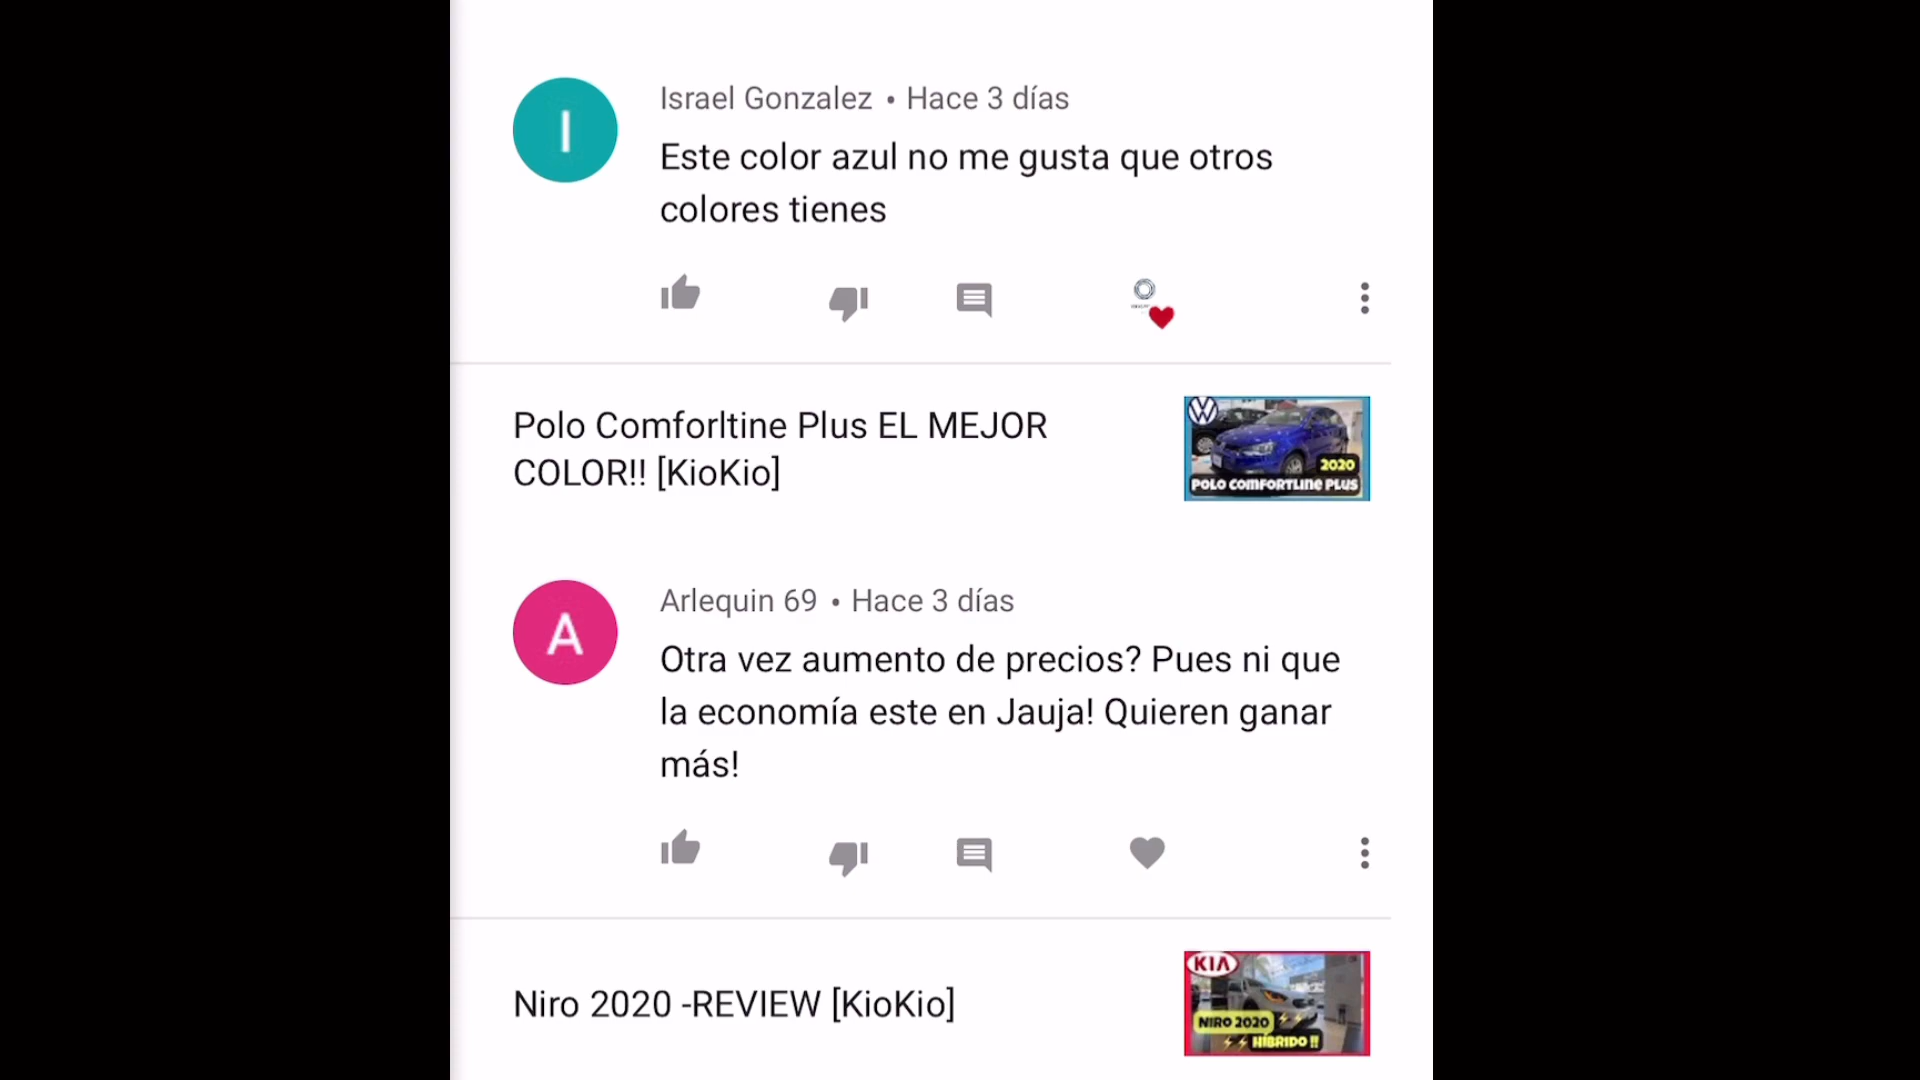 I
Israel Gonzalez • Hace 3 días
Este color azul no me gusta que otros
colores tienes
Polo Comforltine Plus EL MEJOR
COLOR!! [KioKio]
2020
POLO COMFORTLINE PLUS
A
Arlequin 69 • Hace 3 días
Otra vez aumento de precios? Pues ni que
la economía este en Jauja! Quieren ganar
más!
Niro 2020 -REVIEW [KioKio]
KIA
NIRO 2020
HÍBRIDO !!